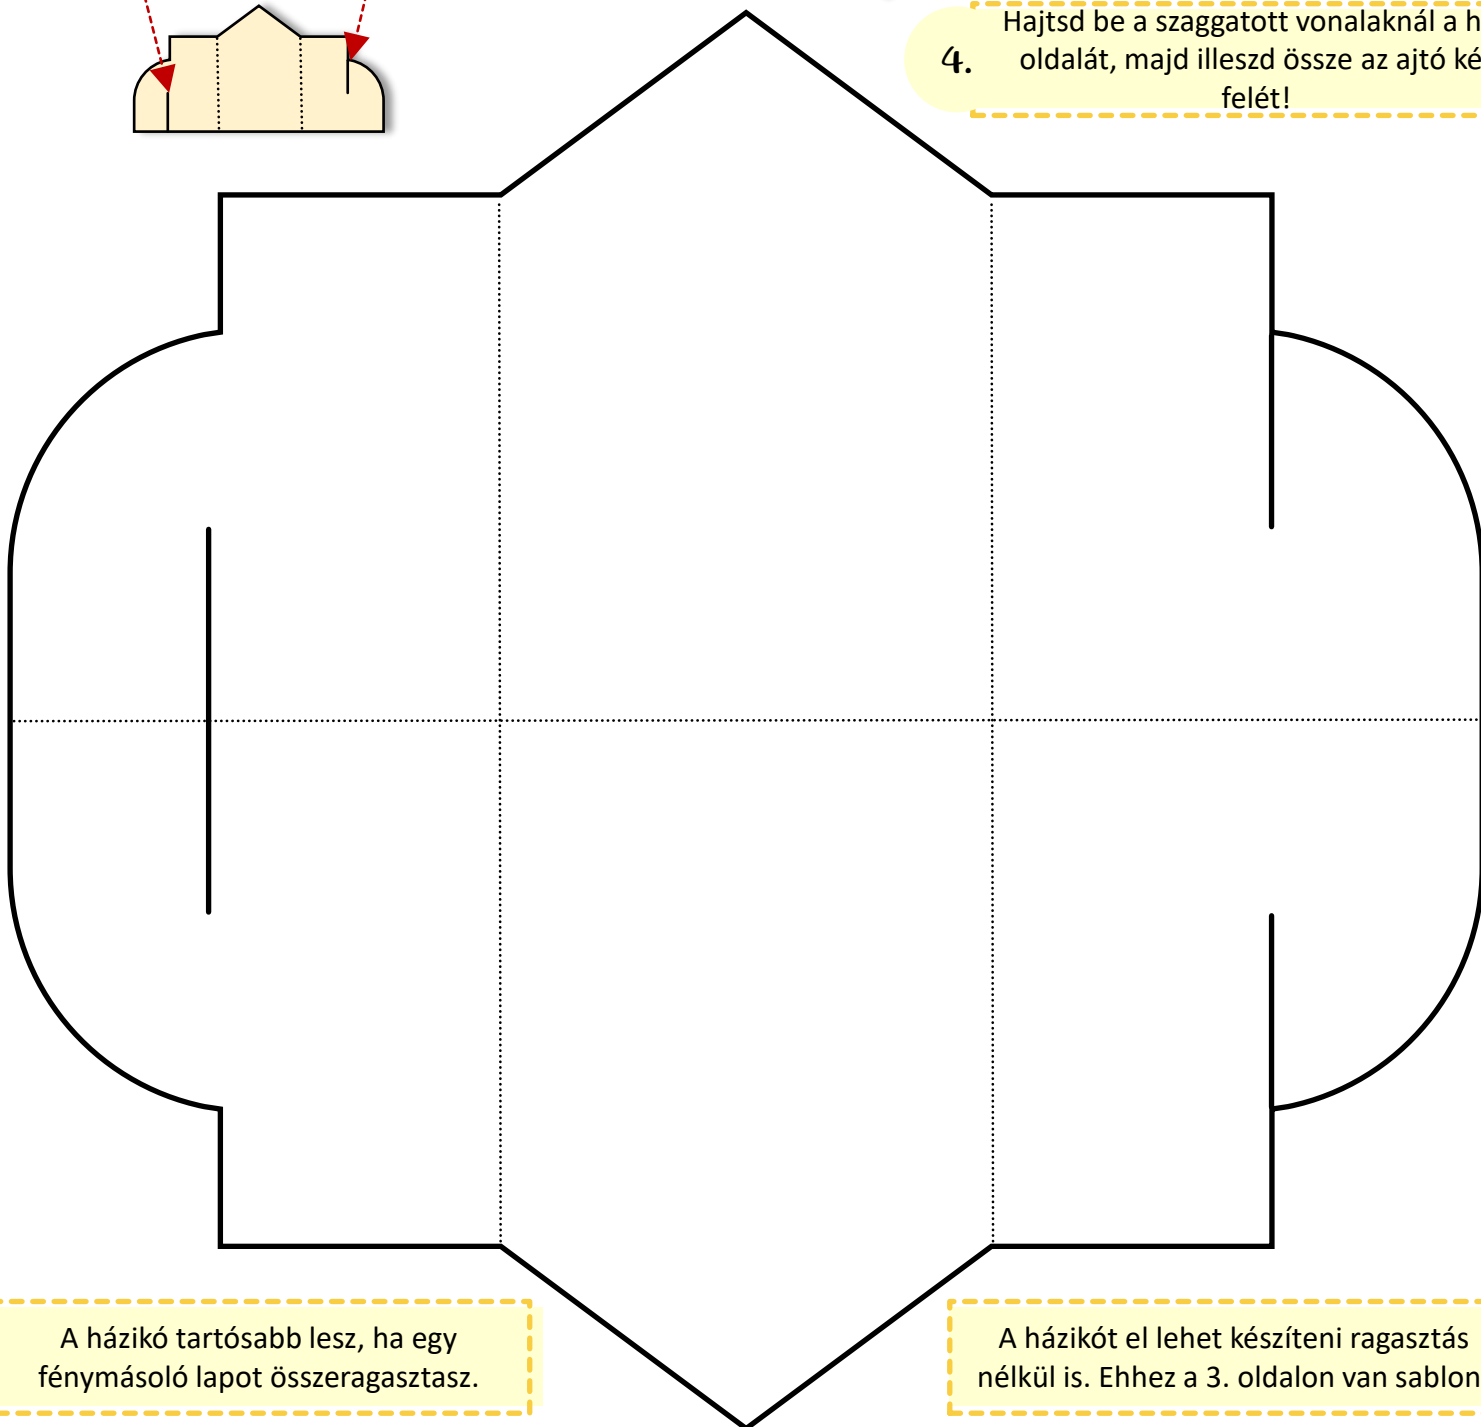 Hajtsd be a szaggatott vonalaknál a h
4. oldalát, majd illeszd össze az ajtó ké
felét!
A házikó tartósabb lesz, ha egy
fénymásoló lapot összeragasztasz.
A házikót el lehet készíteni ragasztás
nélkül is. Ehhez a 3. oldalon van sablon